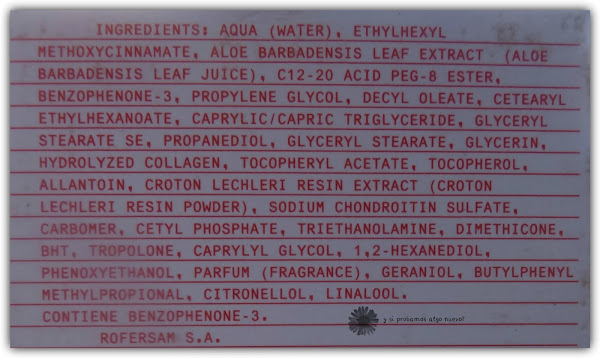 INGREDIENTS: AQUA (WATER), ETHYLHEXYL
METHOXYCINNAMATE, ALOE BARBADENSIS LEAF EXTRACT (ALOE
BARBADENSIS LEAF JUICE), C12-20 ACID PEG-8 ESTER,
BENZOPHENONE-3, PROPYLENE GLYCOL, DECYL OLEATE, CETEARYL
ETHYLHEXANOATE, CAPRYLIC/CAPRIC TRIGLYCERIDE, GLYCERYL
STEARATE SE, PROPANEDIOL, GLYCERYL STEARATE, GLYCERIN,
HYDROLYZED COLLAGEN, TOCOPHERYL ACETATE, TOCOPHEROL,
ALLANTOIN, CROTON LECHLERI RESIN EXTRACT (CROTON
LECHLERI RESIN POWDER), SODIUM CHONDROITIN SULFATE,
CARBOMER, CETYL PHOSPHATE, TRIETHANOLAMINE, DIMETHICONE,
BHT, TROPOLONE, CAPRYLYL GLYCOL, 1,2-HEXANEDIOL,
PHENOXYETHANOL, PARFUM (FRAGRANCE), GERANIOL, BUTYLPHENYL
METHYLPROPIONAL, CITRONELLOL, LINALOOL.
CONTIENE BENZOPHENONE-3.
y si probamos algo nuevo?
ROFERSAM S.A.